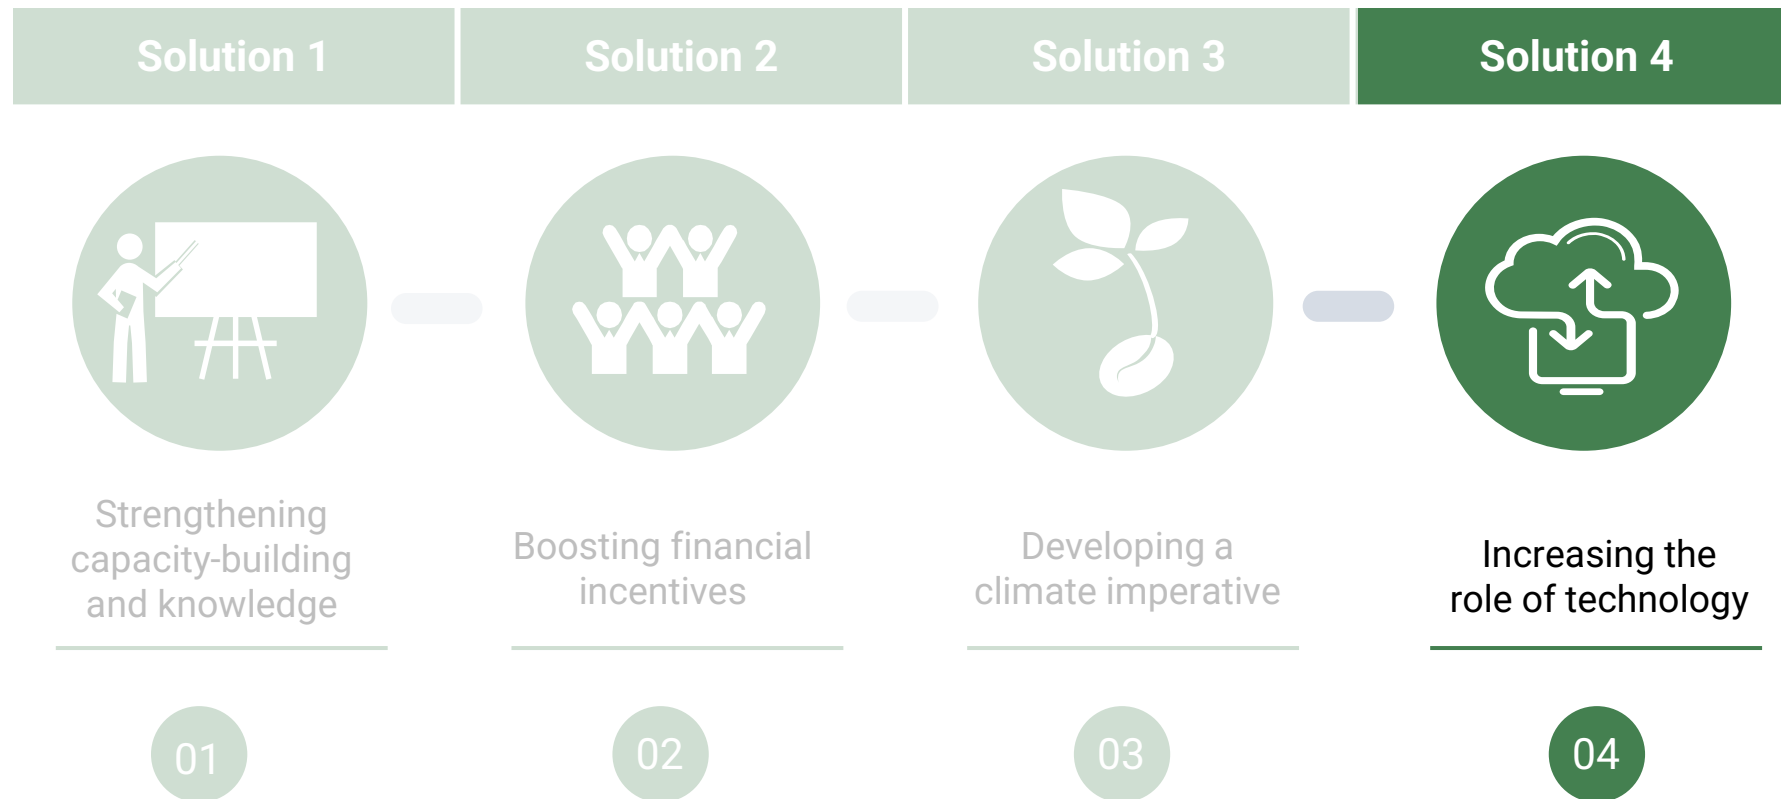 Solution 1
Solution 2
Solution 3
Solution 4
Strengthening
capacity-building
and knowledge
Boosting financial
incentives
Developing a
climate imperative
Increasing the
role of technology
01
02
03
04